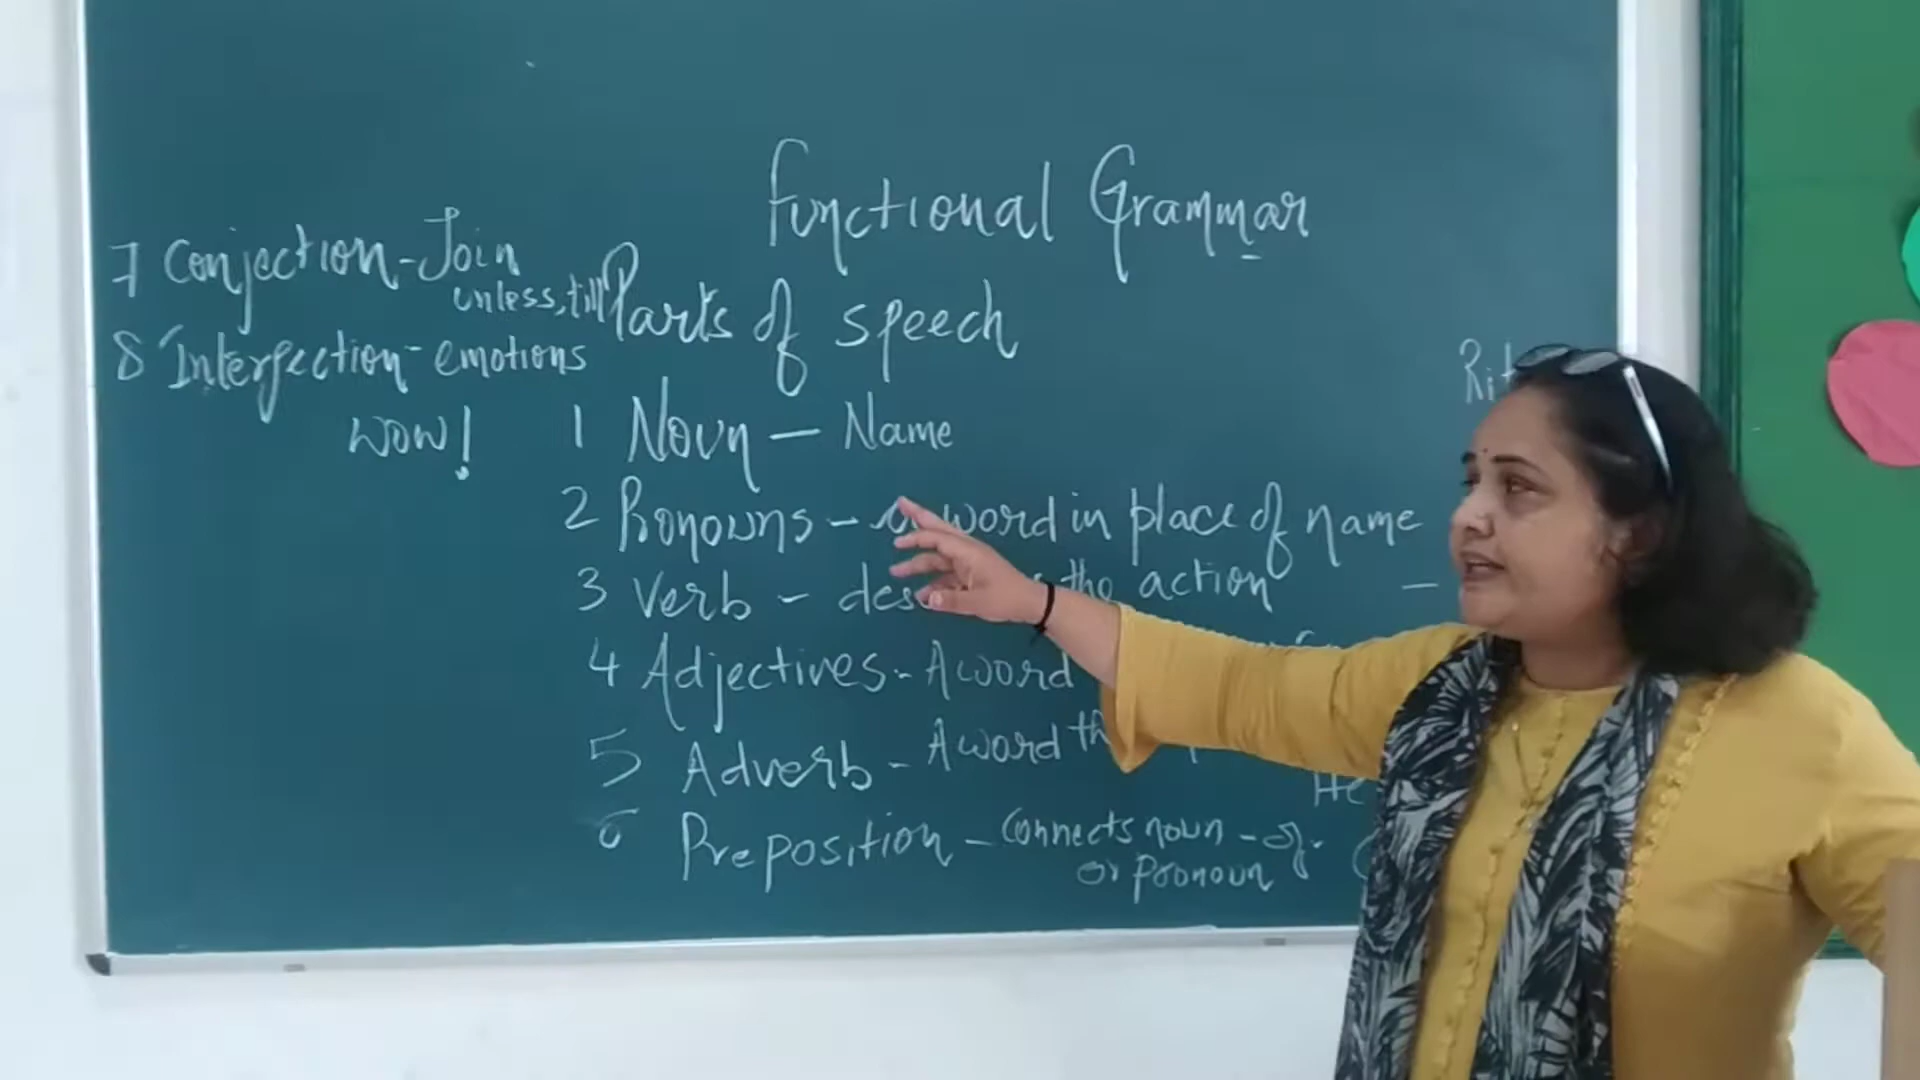 Functional Grammar
Parts of speech
1 Noun - Name
2 Pronouns - a word in place of name
3 Verb - the action -
4 Adjectives - A word
5 Adverb - A word
6 Preposition - Connects noun - of
or pronoun
7 Conjection - Join
unless, till
8 Interjection - emotions
Wow!